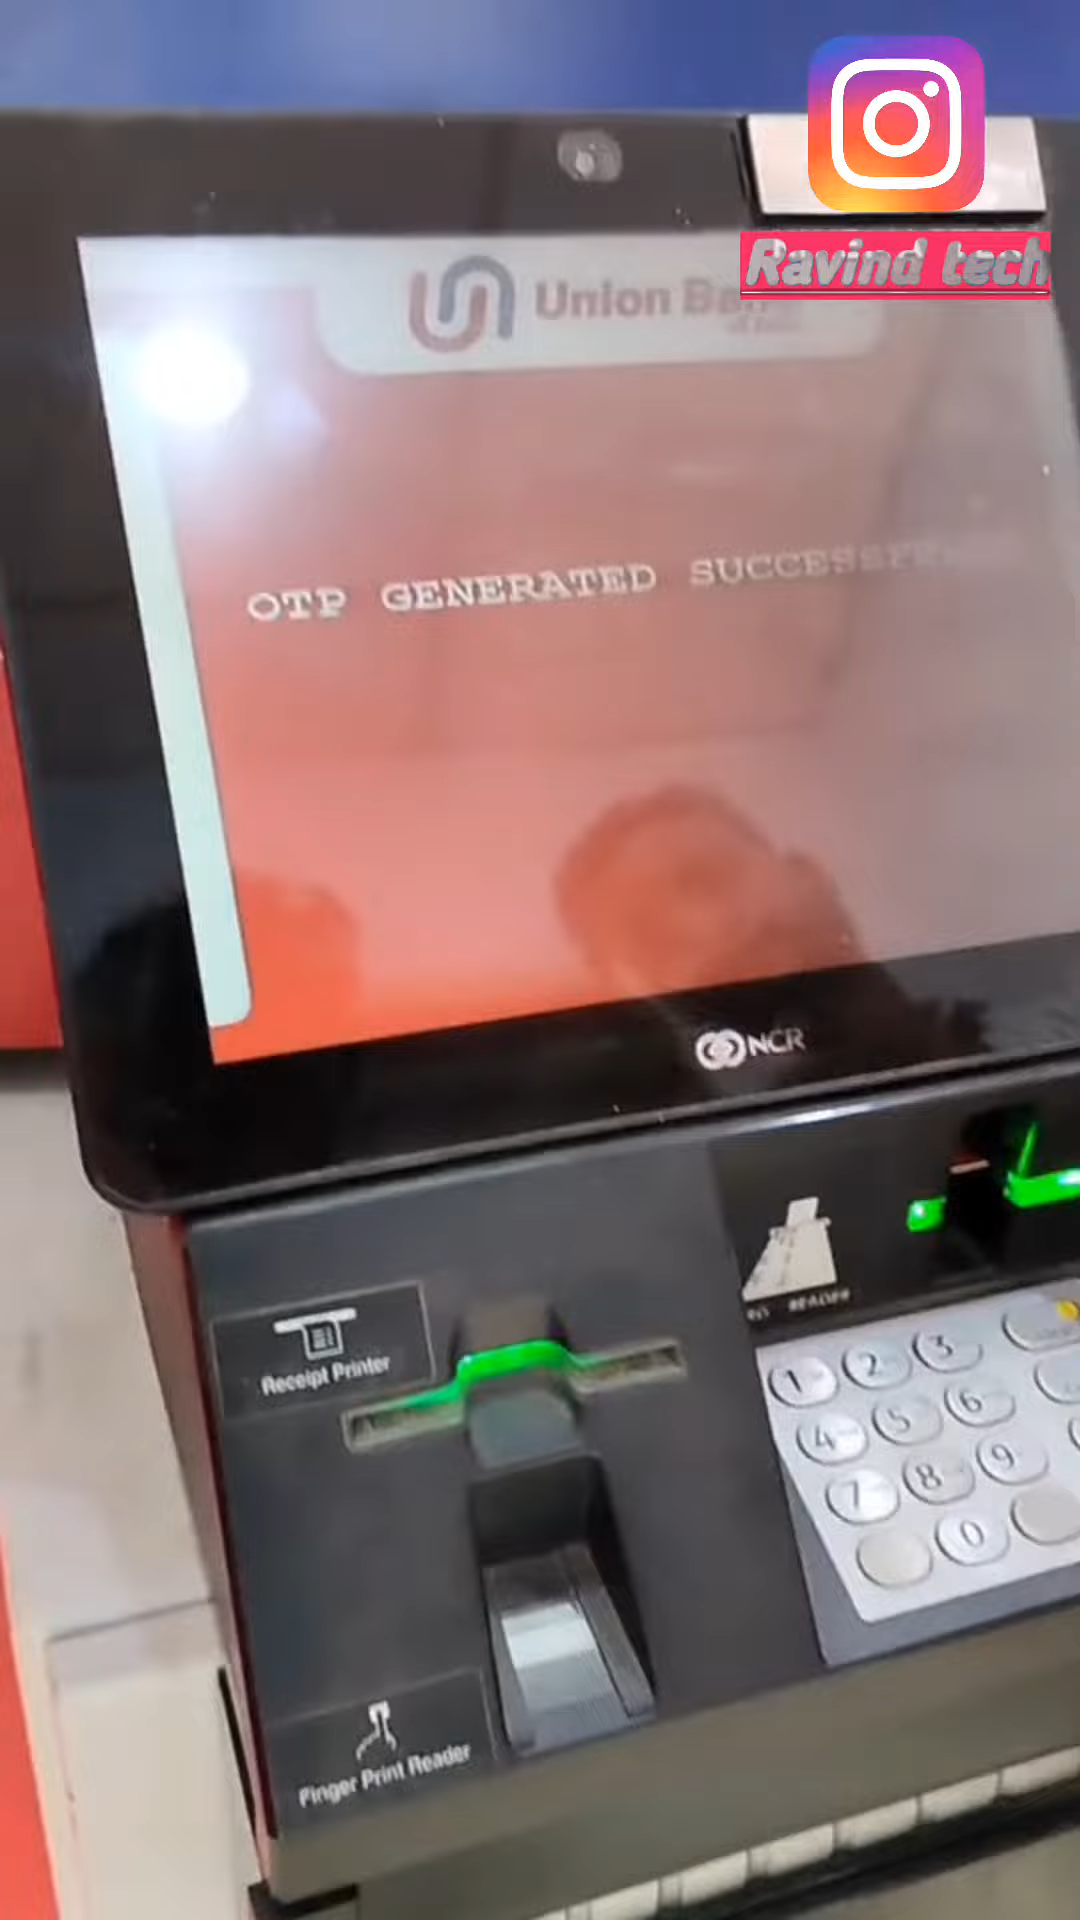 Ravind tech
Union
OTP GENERATED
NCR
Receipt Printer
READER
1 2 3
4 5 6
7 8 9
0
Finger Print Reader